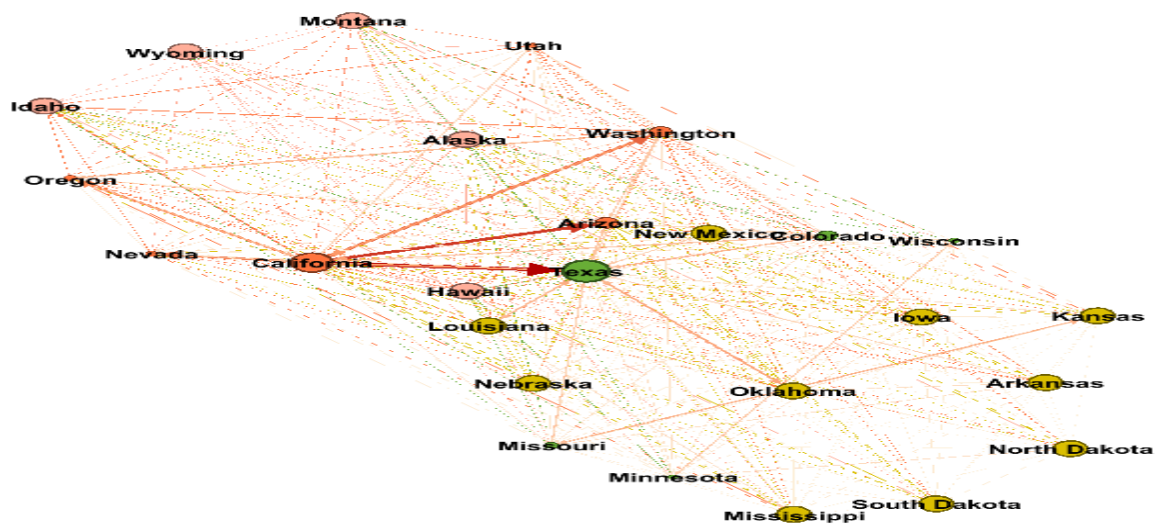 Montana
Utah
Wyoming
Idaho
Washington
Alaska
Oregon
Arizona
New Mexico
Colorado
Wisconsin
Nevada
California
Texas
Hawaii
Louisiana
Iowa
Kansas
Nebraska
Oklahoma
Arkansas
Missouri
North Dakota
Minnesota
South Dakota
Mississippi